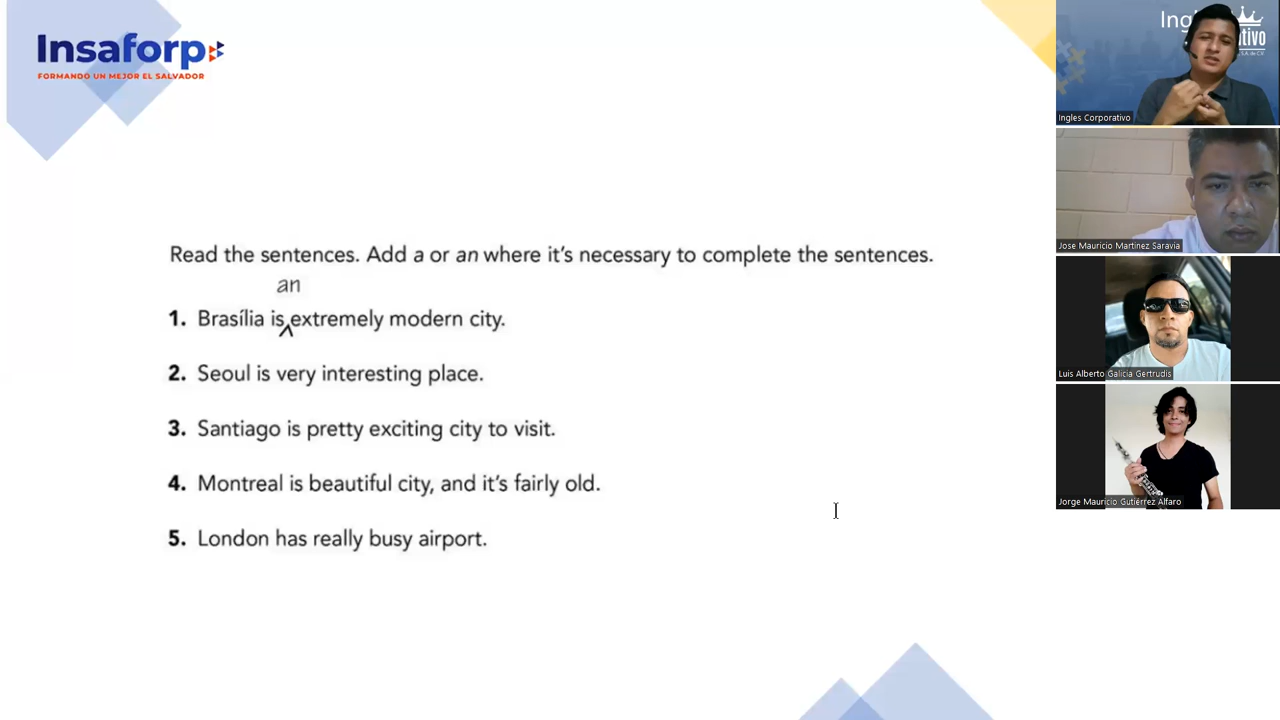 Insaforp
FORMANDO UN MEJOR EL SALVADOR
Read the sentences. Add a or an where it's necessary to complete the sentences.
an
1. Brasília is extremely modern city.
2. Seoul is very interesting place.
3. Santiago is pretty exciting city to visit.
4. Montreal is beautiful city, and it's fairly old.
5. London has really busy airport.
Ingles Corporativo
Jose Mauricio Martinez Saravia
Luis Alberto Galicia Gertrudis
Jorge Mauricio Gutiérrez Alfaro